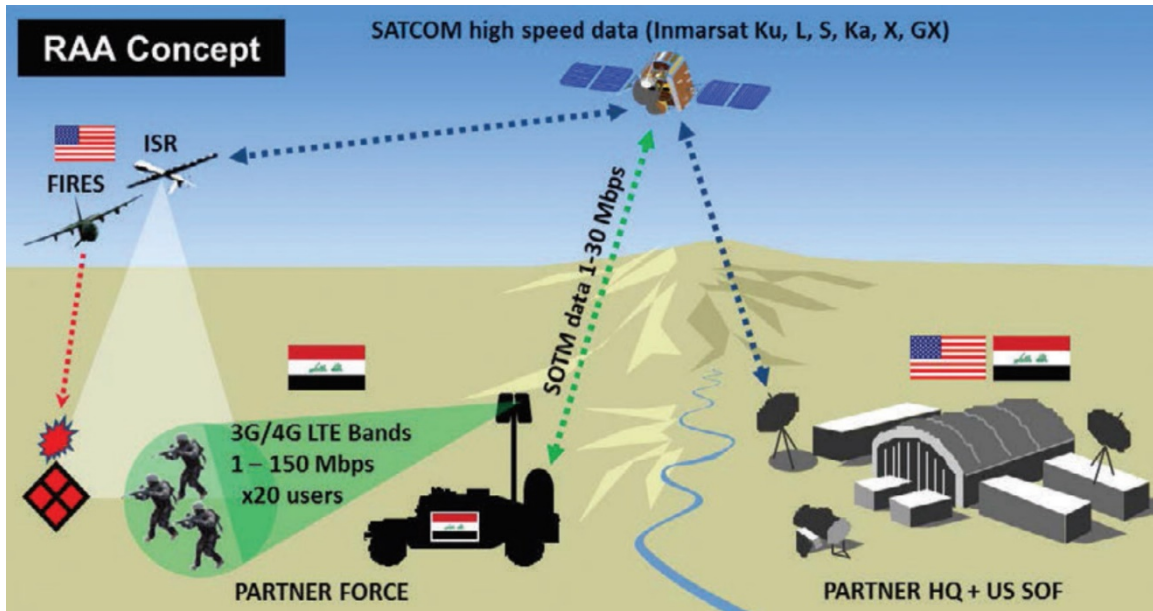 RAA Concept
SATCOM high speed data (Inmarsat Ku, L, S, Ka, X, GX)
ISR
FIRES
SOTM data 1-30 Mbps
3G/4G LTE Bands
1 – 150 Mbps
x20 users
PARTNER FORCE
PARTNER HQ + US SOF